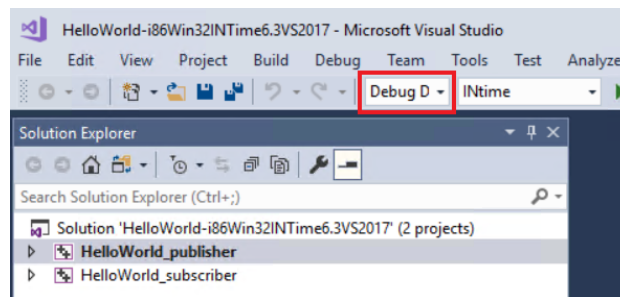 HelloWorld-i86Win32INTime6.3VS2017 - Microsoft Visual Studio
File Edit View Project Build Debug Team Tools Test Analyze
Debug D INtime
Solution Explorer
Search Solution Explorer (Ctrl+;)
Solution 'HelloWorld-i86Win32INTime6.3VS2017' (2 projects)
HelloWorld_publisher
HelloWorld_subscriber